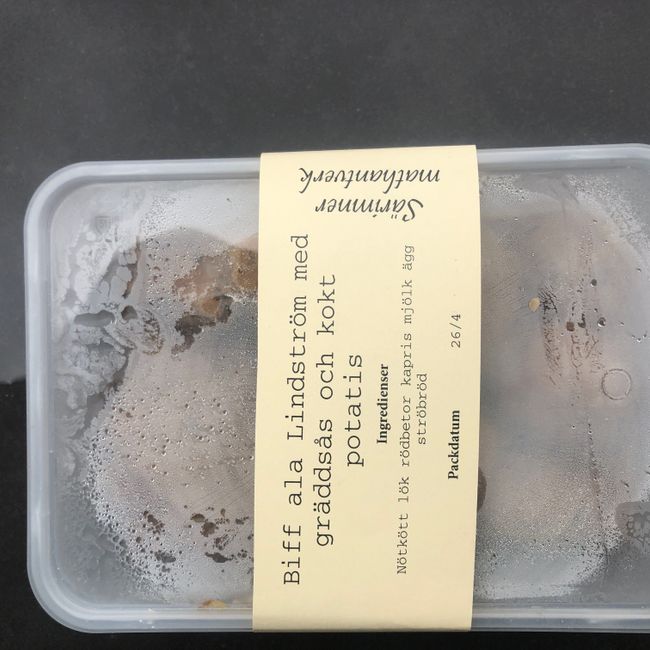 Särimner
mathantverk
Biff ala Lindström med
gräddsås och kokt
potatis
Ingredienser
Nötkött lök rödbetor kapris mjölk ägg
ströbröd
Packdatum 26/4